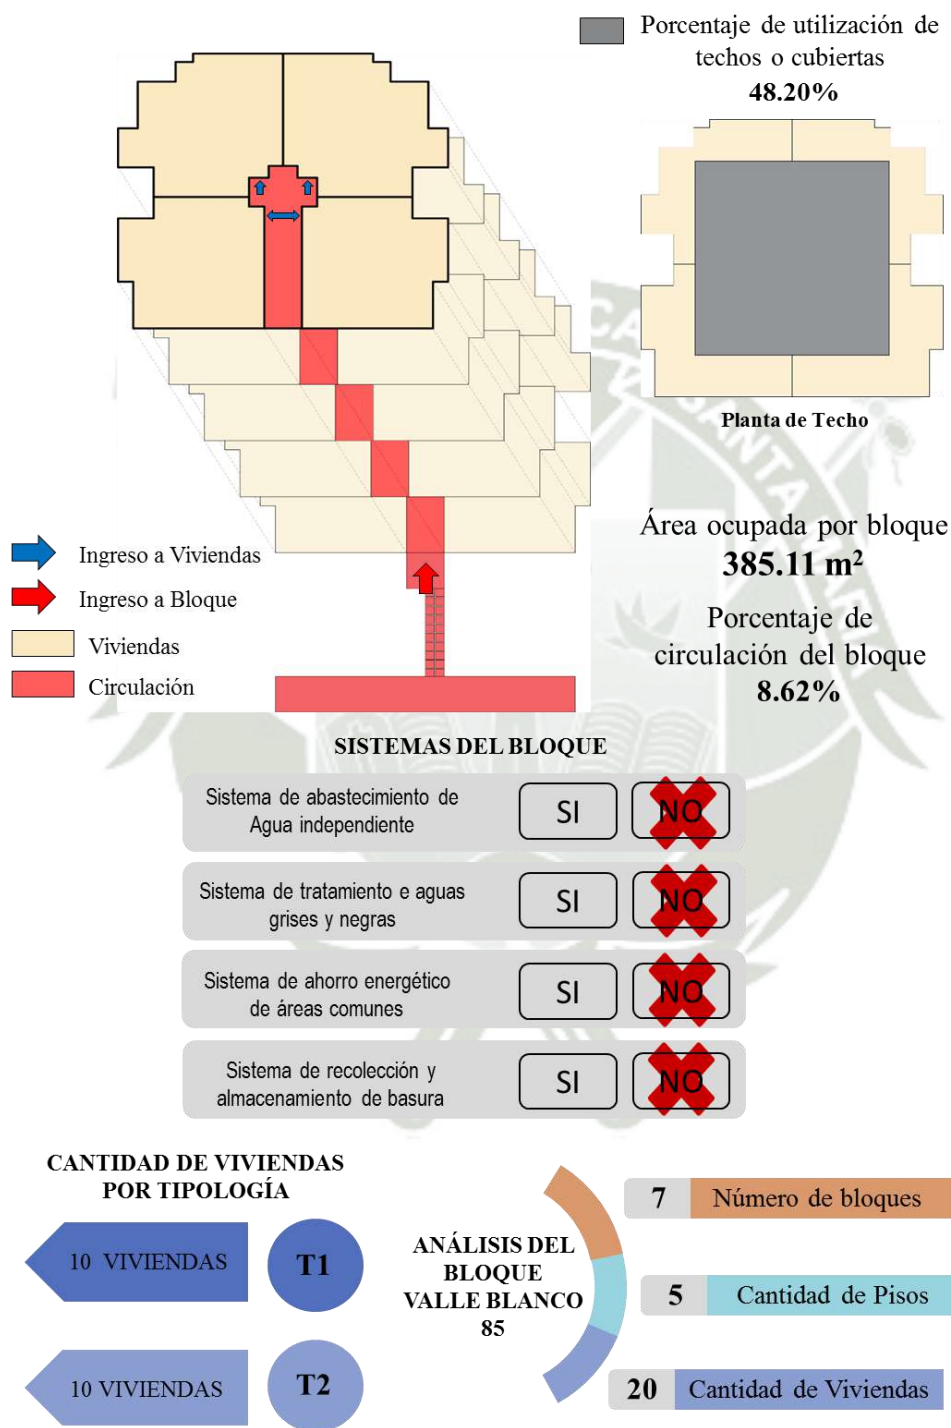 Porcentaje de utilización de
techos o cubiertas
48.20%
Planta de Techo
Área ocupada por bloque
385.11 m²
Porcentaje de
circulación del bloque
8.62%
Ingreso a Viviendas
Ingreso a Bloque
Viviendas
Circulación
SISTEMAS DEL BLOQUE
Sistema de abastecimiento de
Agua independiente
SI
NO
Sistema de tratamiento e aguas
grises y negras
SI
NO
Sistema de ahorro energético
de áreas comunes
SI
NO
Sistema de recolección y
almacenamiento de basura
SI
NO
CANTIDAD DE VIVIENDAS
POR TIPOLOGÍA
10 VIVIENDAS
T1
10 VIVIENDAS
T2
ANÁLISIS DEL
BLOQUE
VALLE BLANCO
85
7 Número de bloques
5 Cantidad de Pisos
20 Cantidad de Viviendas
SANTA